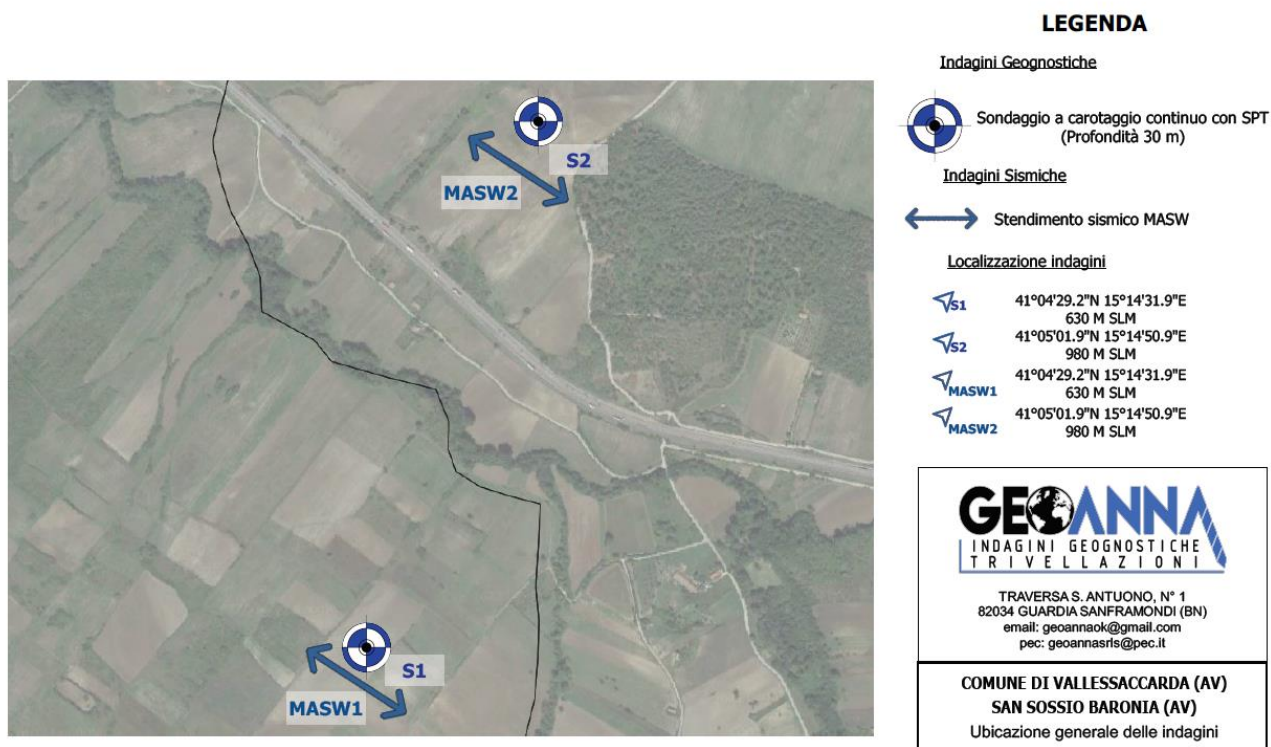 LEGENDA
Indagini Geognostiche
Sondaggio a carotaggio continuo con SPT
(Profondità 30 m)
Indagini Sismiche
Stendimento sismico MASW
Localizzazione indagini
S1
41°04'29.2"N 15°14'31.9"E
630 M SLM
S2
41°05'01.9"N 15°14'50.9"E
980 M SLM
MASW1
41°04'29.2"N 15°14'31.9"E
630 M SLM
MASW2
41°05'01.9"N 15°14'50.9"E
980 M SLM
S2
MASW2
S1
MASW1
GEOANNA
INDAGINI GEOGNOSTICHE
TRIVELLAZIONI
TRAVERSA S. ANTUONO, N° 1
82034 GUARDIA SANFRAMONDI (BN)
email: geoannaok@gmail.com
pec: geoannasrls@pec.it
COMUNE DI VALLESSACCARDA (AV)
SAN SOSSIO BARONIA (AV)
Ubicazione generale delle indagini